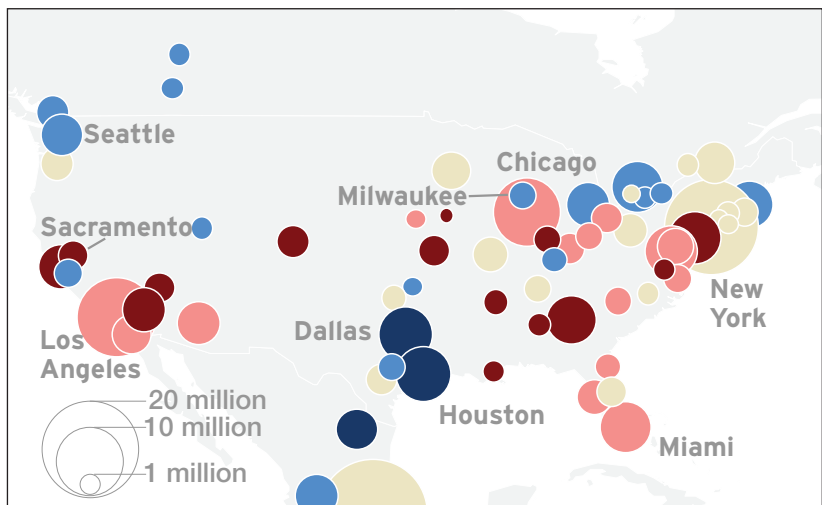 Seattle
Chicago
Milwaukee
Sacramento
New
York
Dallas
Los
Angeles
20 million
10 million
Houston
Miami
1 million